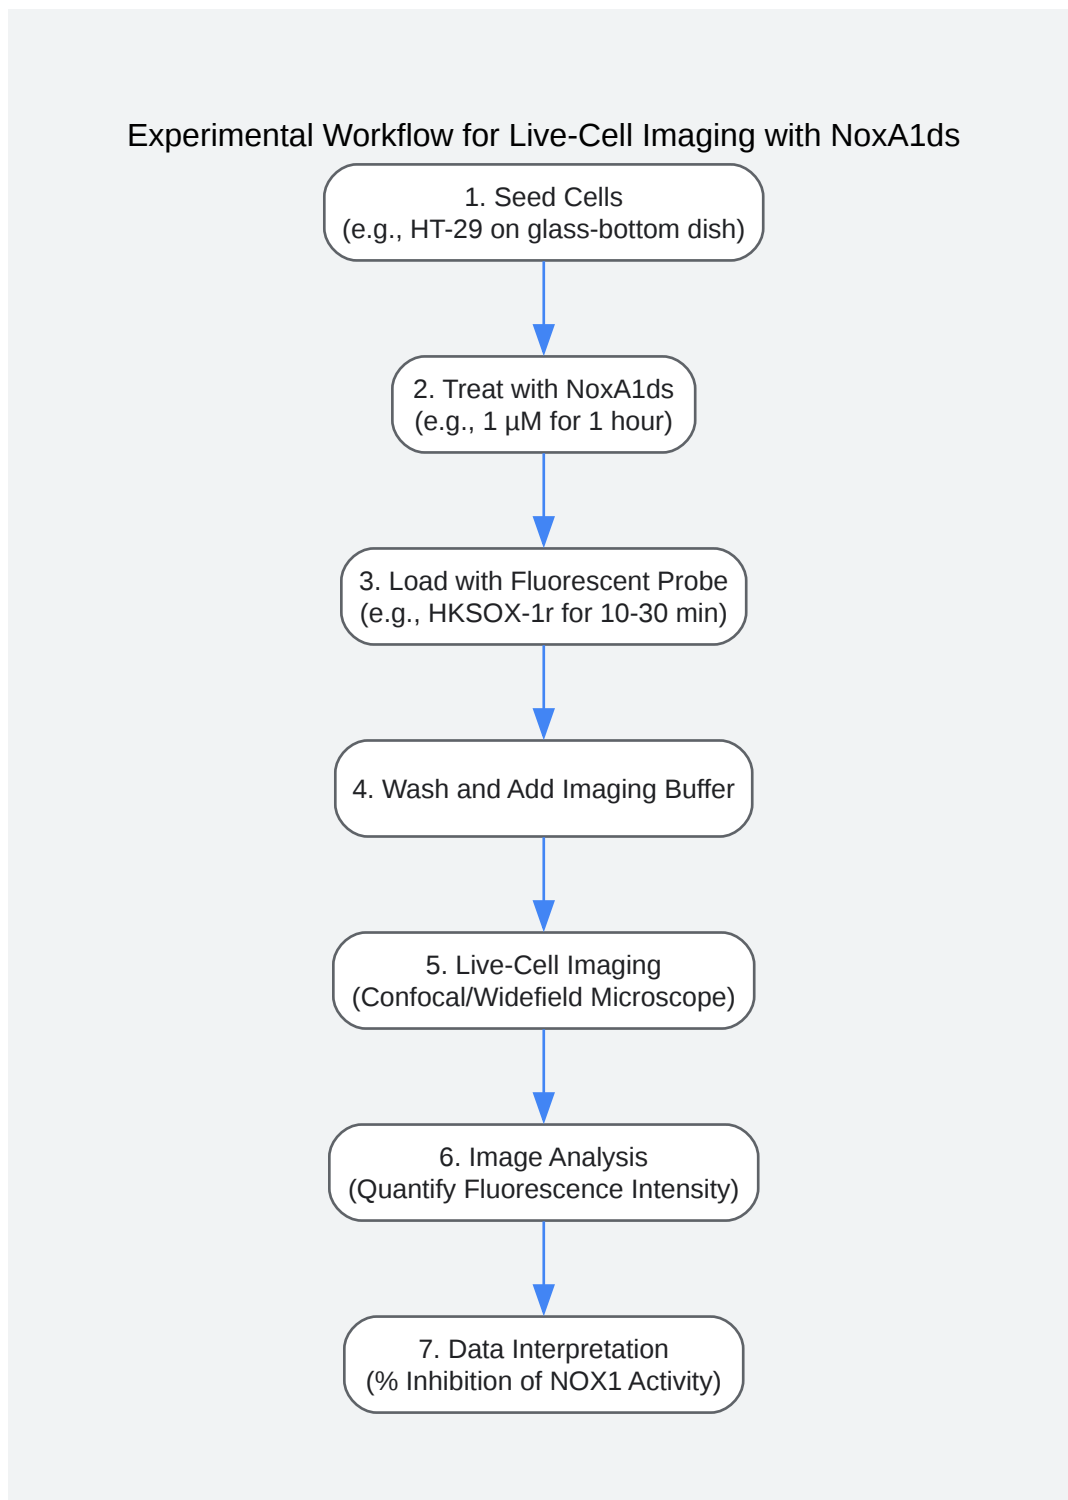 Experimental Workflow for Live-Cell Imaging with NoxA1ds
1. Seed Cells
(e.g., HT-29 on glass-bottom dish)
2. Treat with NoxA1ds
(e.g., 1 µM for 1 hour)
3. Load with Fluorescent Probe
(e.g., HKSOX-1r for 10-30 min)
4. Wash and Add Imaging Buffer
5. Live-Cell Imaging
(Confocal/Widefield Microscope)
6. Image Analysis
(Quantify Fluorescence Intensity)
7. Data Interpretation
(% Inhibition of NOX1 Activity)